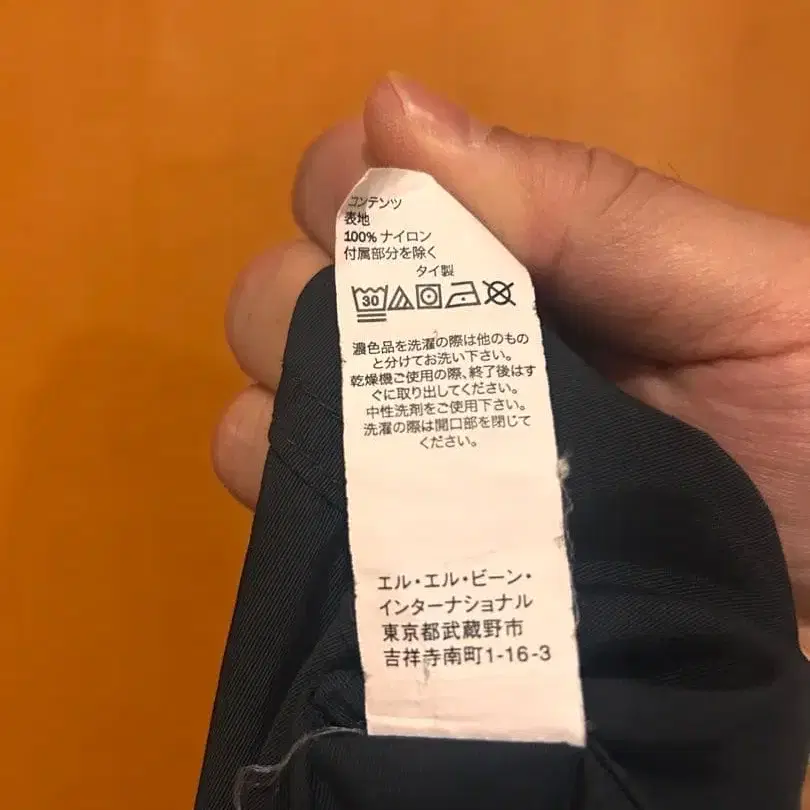 コンテンツ
表地
100% ナイロン
付属部分を除く
タイ製
30
濃色品を洗濯の際は他のもの
と分けてお洗い下さい。
乾燥機ご使用の際、終了後はす
ぐに取り出してください。
中性洗剤をご使用下さい。
洗濯の際は開口部を閉じて
ください。
エル・エル・ビーン・
インターナショナル
東京都武蔵野市
吉祥寺南町1-16-3